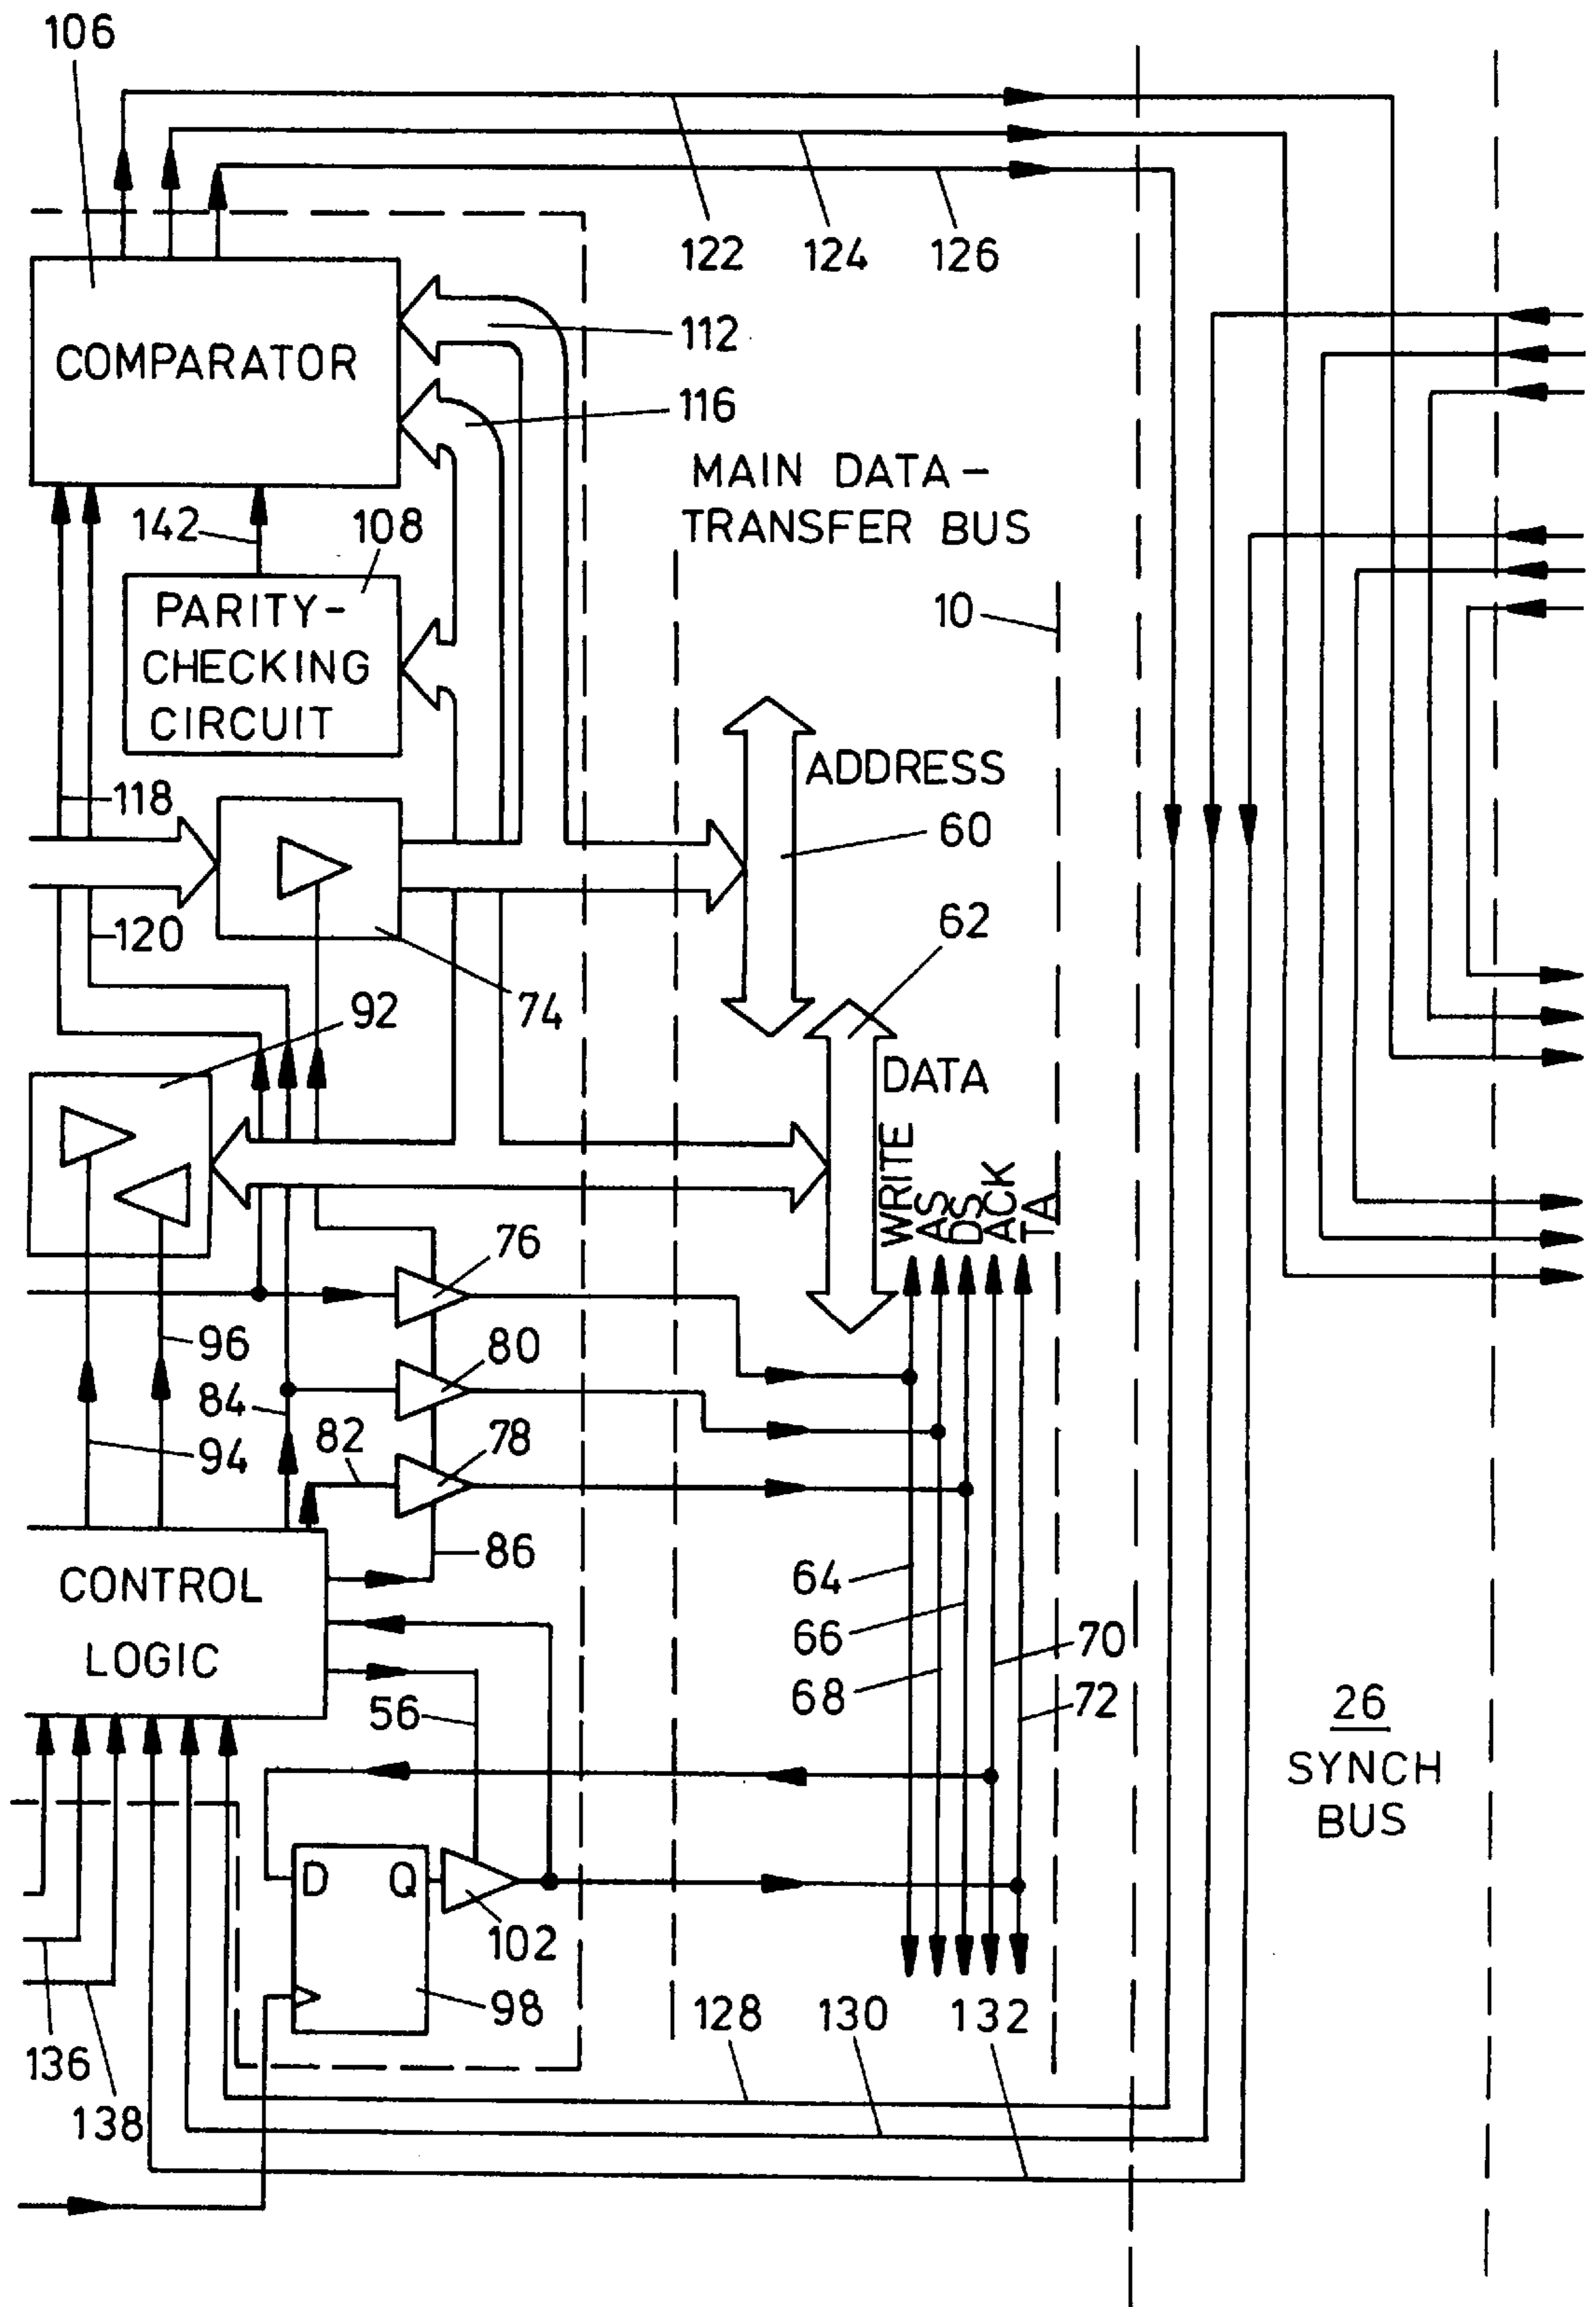 106
122
124
126
COMPARATOR
112
116
MAIN DATA-
TRANSFER BUS
142
108
PARITY-
CHECKING
CIRCUIT
10
118
ADDRESS
60
120
62
74
92
DATA
WRITE
AS
DS
ACK
TA
76
96
80
84
82
78
94
86
CONTROL
LOGIC
64
66
70
68
72
56
26
SYNCH
BUS
D
Q
102
98
128
130
132
136
138